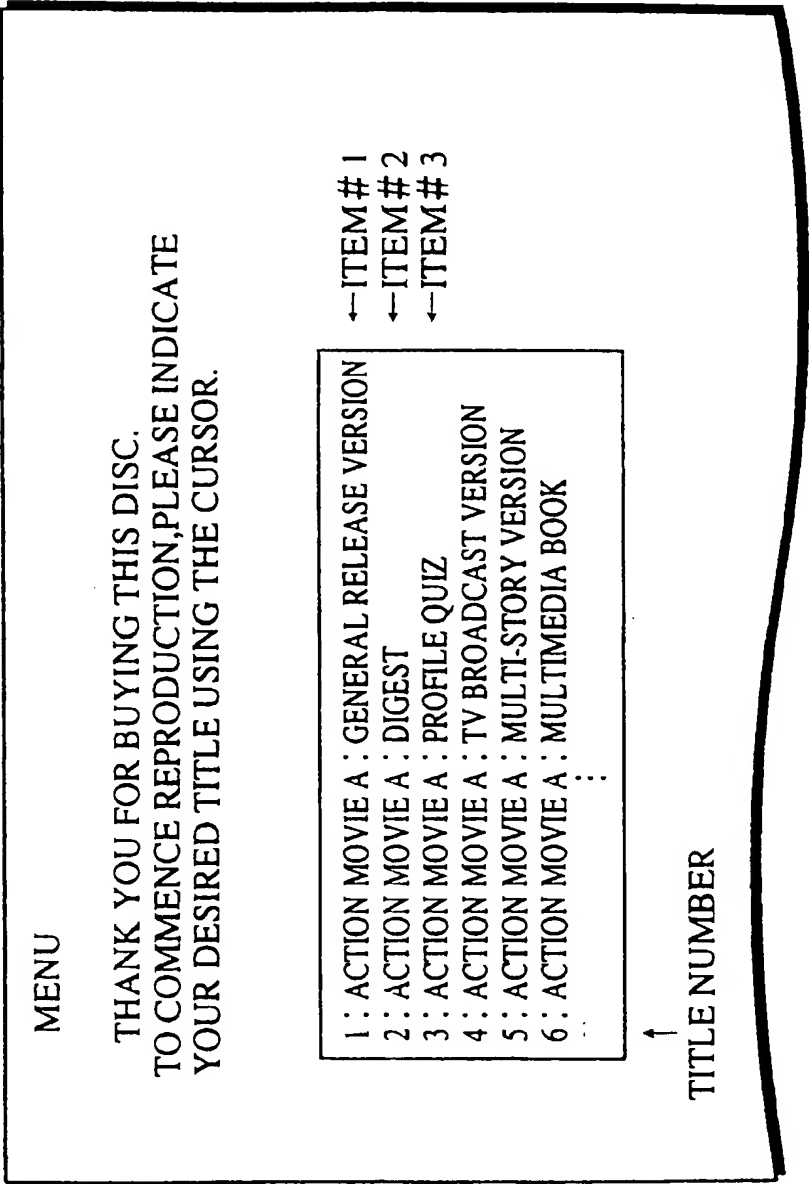 MENU
THANK YOU FOR BUYING THIS DISC.
TO COMMENCE REPRODUCTION,PLEASE INDICATE
YOUR DESIRED TITLE USING THE CURSOR.
1 : ACTION MOVIE A : GENERAL RELEASE VERSION ←ITEM# 1
2 : ACTION MOVIE A : DIGEST ←ITEM# 2
3 : ACTION MOVIE A : PROFILE QUIZ ←ITEM# 3
4 : ACTION MOVIE A : TV BROADCAST VERSION
5 : ACTION MOVIE A : MULTI-STORY VERSION
6 : ACTION MOVIE A : MULTIMEDIA BOOK
↑
TITLE NUMBER